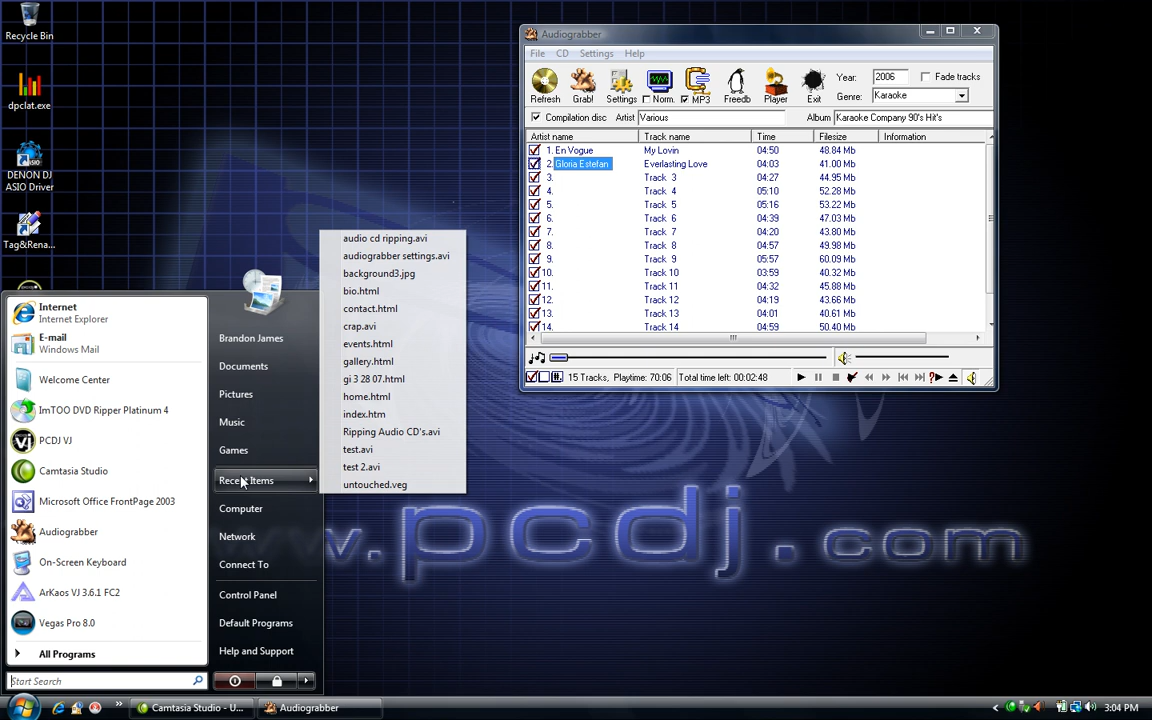 Recycle Bin
dpclat.exe
DENON DJ
ASIO Driver
Tag&Rena...
Audiograbber
File CD Settings Help
Refresh Grab! Settings Norm. MP3 Freedb Player Exit
Year: 2006 Fade tracks
Genre: Karaoke
Compilation disc Artist Various Album Karaoke Company 90's Hit's
Artist name Track name Time Filesize Information
1. En Vogue My Lovin 04:50 48.84 Mb
2. Gloria Estefan Everlasting Love 04:03 41.00 Mb
3. Track 3 04:27 44.95 Mb
4. Track 4 05:10 52.28 Mb
5. Track 5 05:16 53.22 Mb
6. Track 6 04:39 47.03 Mb
7. Track 7 04:20 43.80 Mb
8. Track 8 04:57 49.98 Mb
9. Track 9 05:57 60.09 Mb
10. Track 10 03:59 40.32 Mb
11. Track 11 04:32 45.88 Mb
12. Track 12 04:19 43.66 Mb
13. Track 13 04:01 40.61 Mb
14. Track 14 04:59 50.40 Mb
15 Tracks, Playtime: 70:06 Total time left: 00:02:48
Internet
Internet Explorer
E-mail
Windows Mail
Welcome Center
ImTOO DVD Ripper Platinum 4
PCDJ VJ
Camtasia Studio
Microsoft Office FrontPage 2003
Audiograbber
On-Screen Keyboard
ArKaos VJ 3.6.1 FC2
Vegas Pro 8.0
All Programs
Start Search
Brandon James
Documents
Pictures
Music
Games
Recent Items
Computer
Network
Connect To
Control Panel
Default Programs
Help and Support
audio cd ripping.avi
audiograbber settings.avi
background3.jpg
bio.html
contact.html
crap.avi
events.html
gallery.html
gi 3 28 07.html
home.html
index.htm
Ripping Audio CD's.avi
test.avi
test 2.avi
untouched.veg
www.pcdj.com
Camtasia Studio - U... Audiograbber 3:04 PM